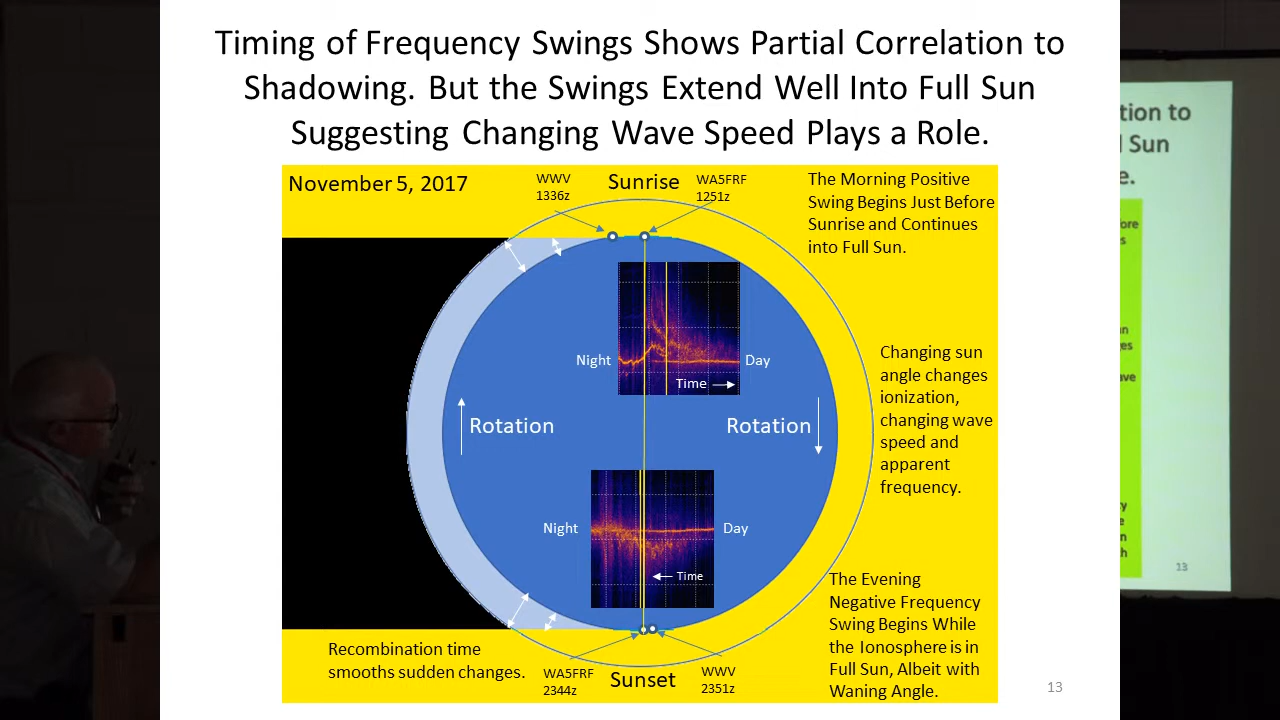 Timing of Frequency Swings Shows Partial Correlation to
Shadowing. But the Swings Extend Well Into Full Sun
Suggesting Changing Wave Speed Plays a Role.
November 5, 2017
WWV
1336z
Sunrise
WA5FRF
1251z
The Morning Positive
Swing Begins Just Before
Sunrise and Continues
into Full Sun.
Night
Day
Time
Changing sun
angle changes
ionization,
changing wave
speed and
apparent
frequency.
Rotation
Rotation
Night
Day
Time
The Evening
Negative Frequency
Swing Begins While
the Ionosphere is in
Full Sun, Albeit with
Waning Angle.
Recombination time
smooths sudden changes.
WA5FRF
2344z
Sunset
WWV
2351z
13
tion to
Sun
e.
13